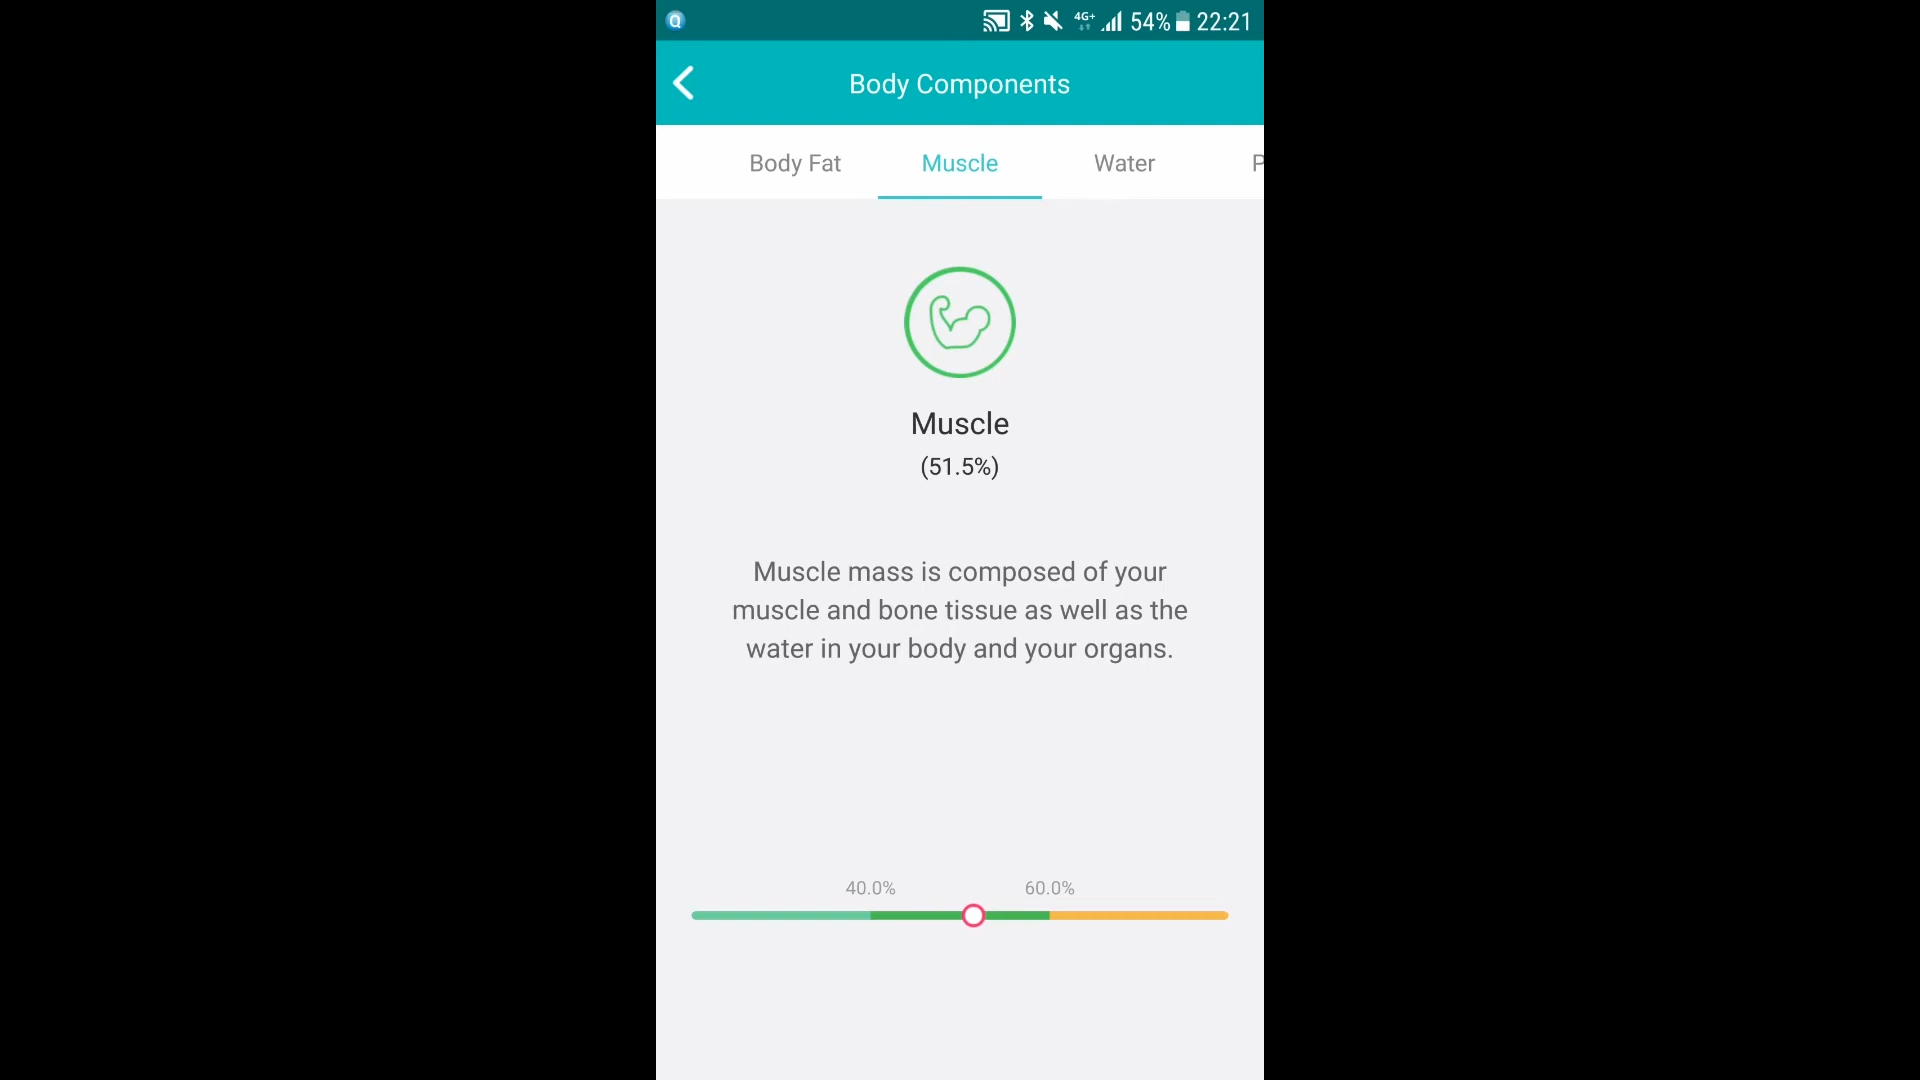 Q 4G+ 54% 22:21
Body Components
Body Fat Muscle Water P
Muscle
(51.5%)
Muscle mass is composed of your
muscle and bone tissue as well as the
water in your body and your organs.
40.0% 60.0%